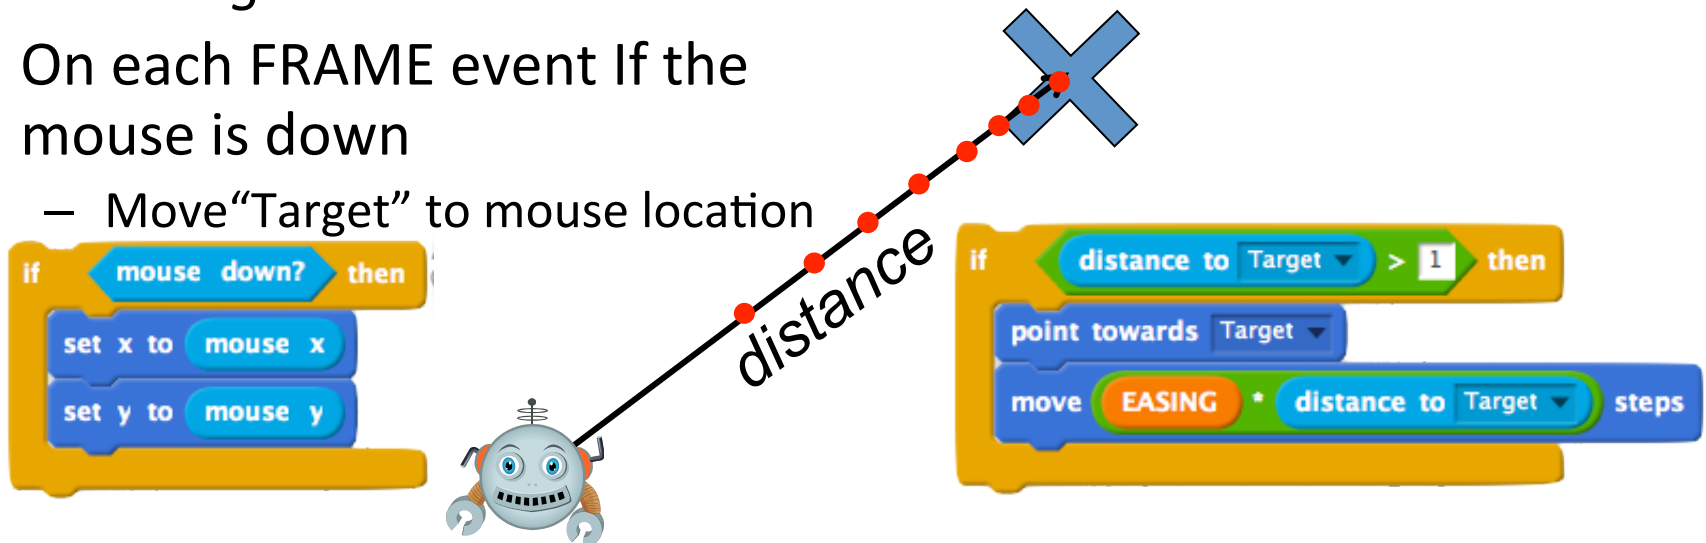 On each FRAME event If the
mouse is down
– Move“Target” to mouse location
if mouse down? then
set x to mouse x
set y to mouse y
distance
if distance to Target > 1 then
point towards Target
move EASING * distance to Target steps